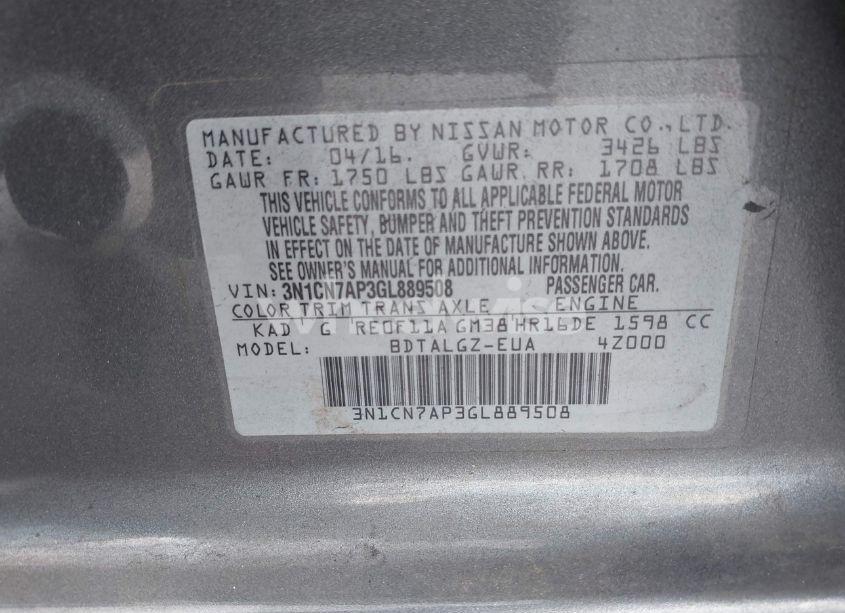 MANUFACTURED BY NISSAN MOTOR CO., LTD.
DATE: 04/16. GVWR: 3426 LBS
GAWR FR: 1750 LBS GAWR RR: 1708 LBS
THIS VEHICLE CONFORMS TO ALL APPLICABLE FEDERAL MOTOR
VEHICLE SAFETY, BUMPER AND THEFT PREVENTION STANDARDS
IN EFFECT ON THE DATE OF MANUFACTURE SHOWN ABOVE.
SEE OWNER'S MANUAL FOR ADDITIONAL INFORMATION.
VIN: 3N1CN7AP3GL889508 PASSENGER CAR.
COLOR TRIM TRANS AXLE ENGINE
KAD G RE0F11A GM38 HR16DE 1598 CC
MODEL: BDTALGZ-EUA 4Z000
3N1CN7AP3GL889508